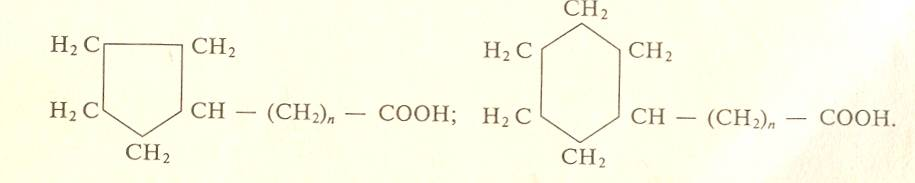 CH₂
H₂C CH₂ H₂C CH₂
H₂C CH — (CH₂)ₙ — COOH; H₂C CH — (CH₂)ₙ — COOH.
CH₂ CH₂